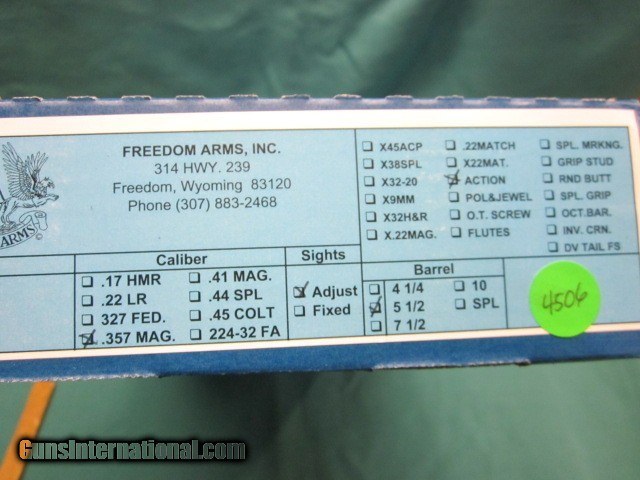 FREEDOM ARMS, INC.
314 HWY. 239
Freedom, Wyoming 83120
Phone (307) 883-2468
ARMS
X45ACP .22MATCH SPL. MRKNG.
X38SPL X22MAT. GRIP STUD
X32-20 ACTION RND BUTT
X9MM POL&JEWEL SPL. GRIP
X32H&R O.T. SCREW OCT.BAR.
X.22MAG. FLUTES INV. CRN.
DV TAIL FS
Caliber Sights Barrel
.17 HMR .41 MAG. Adjust 4 1/4 10
.22 LR .44 SPL Fixed 5 1/2 SPL
327 FED. .45 COLT 7 1/2
.357 MAG. 224-32 FA
4506
GunsInternational.com